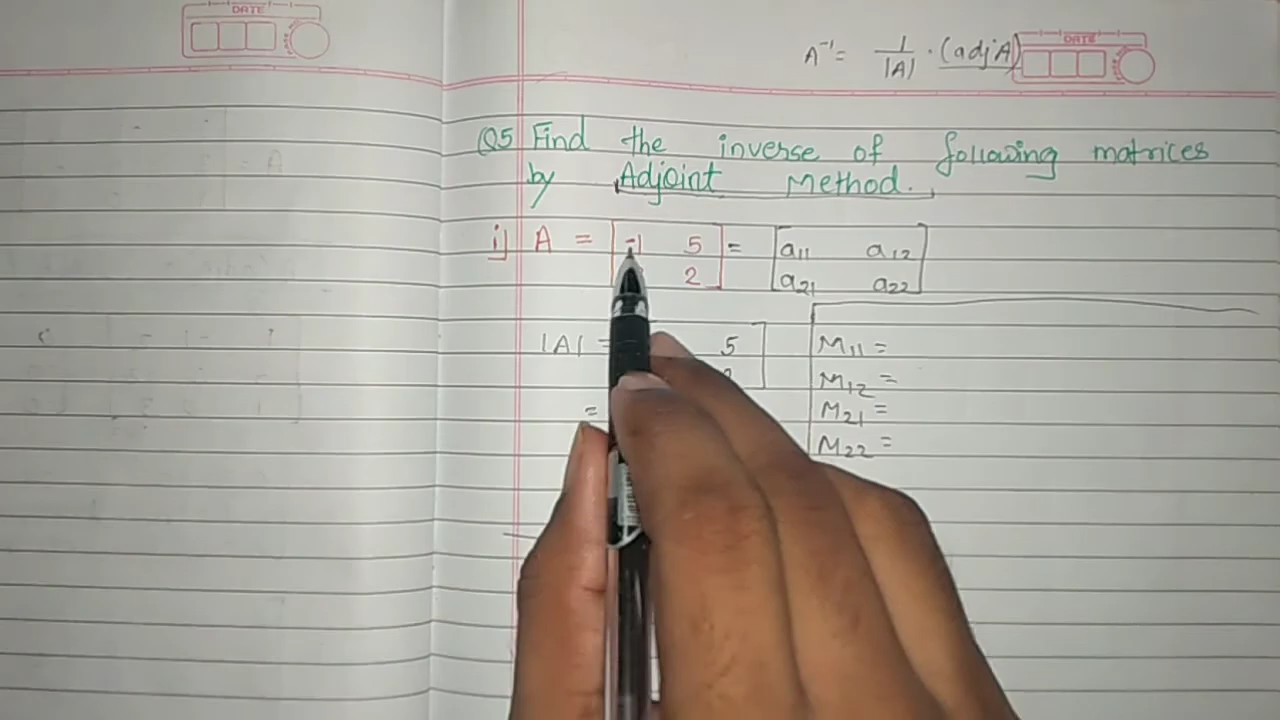 DATE
DATE
A⁻¹ = 1/|A| · (adj A)
Q5 Find the inverse of following matrices
by Adjoint Method.
i) A = [-1 5 = [a11 a12
2] a21 a22]
|A| = 5
M11 =
M12 =
=
M21 =
M22 =